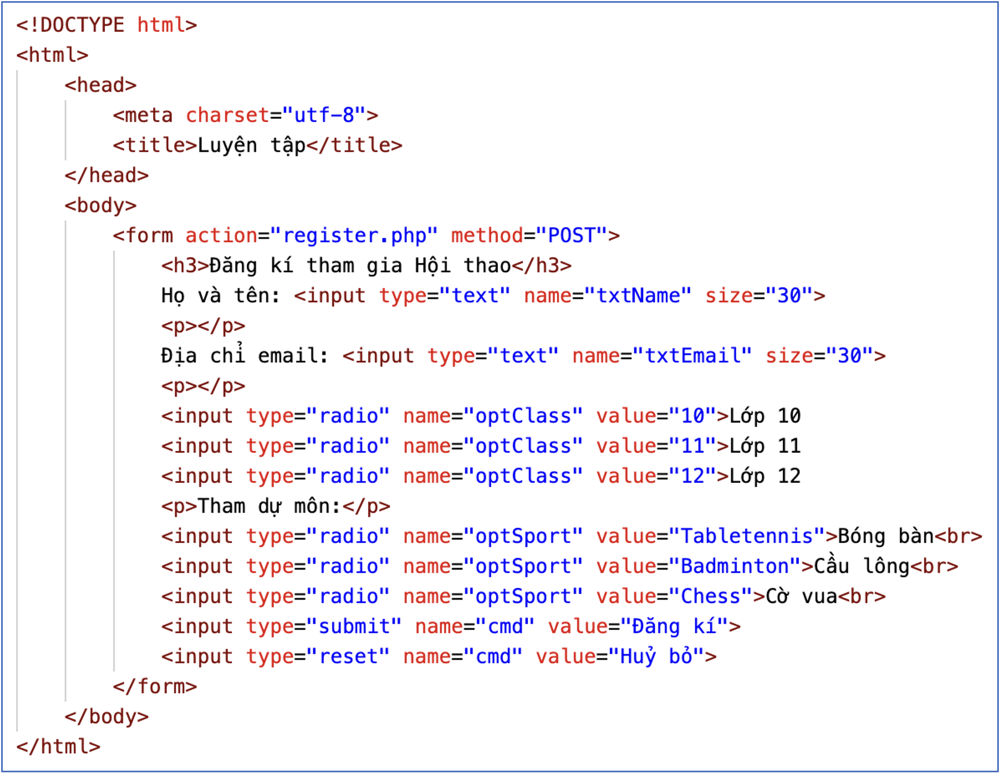 <!DOCTYPE html>
<html>
<head>
<meta charset="utf-8">
<title>Luyện tập</title>
</head>
<body>
<form action="register.php" method="POST">
<h3>Đăng kí tham gia Hội thao</h3>
Họ và tên: <input type="text" name="txtName" size="30">
<p></p>
Địa chỉ email: <input type="text" name="txtEmail" size="30">
<p></p>
<input type="radio" name="optClass" value="10">Lớp 10
<input type="radio" name="optClass" value="11">Lớp 11
<input type="radio" name="optClass" value="12">Lớp 12
<p>Tham dự môn:</p>
<input type="radio" name="optSport" value="Tabletennis">Bóng bàn<br>
<input type="radio" name="optSport" value="Badminton">Cầu lông<br>
<input type="radio" name="optSport" value="Chess">Cờ vua<br>
<input type="submit" name="cmd" value="Đăng kí">
<input type="reset" name="cmd" value="Huỷ bỏ">
</form>
</body>
</html>